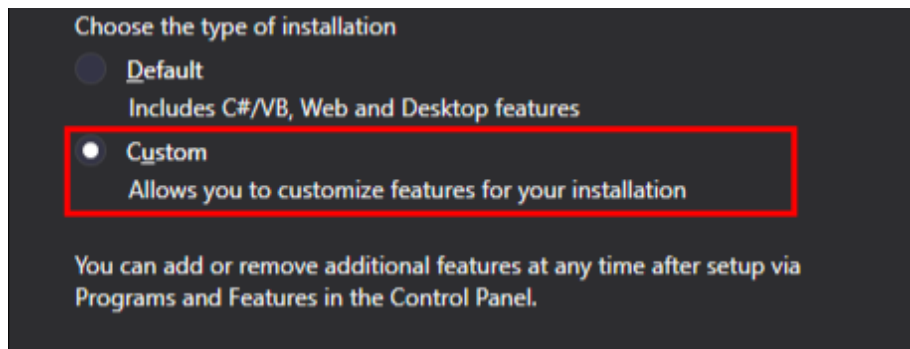 Choose the type of installation
Default
Includes C#/VB, Web and Desktop features
Custom
Allows you to customize features for your installation
You can add or remove additional features at any time after setup via
Programs and Features in the Control Panel.